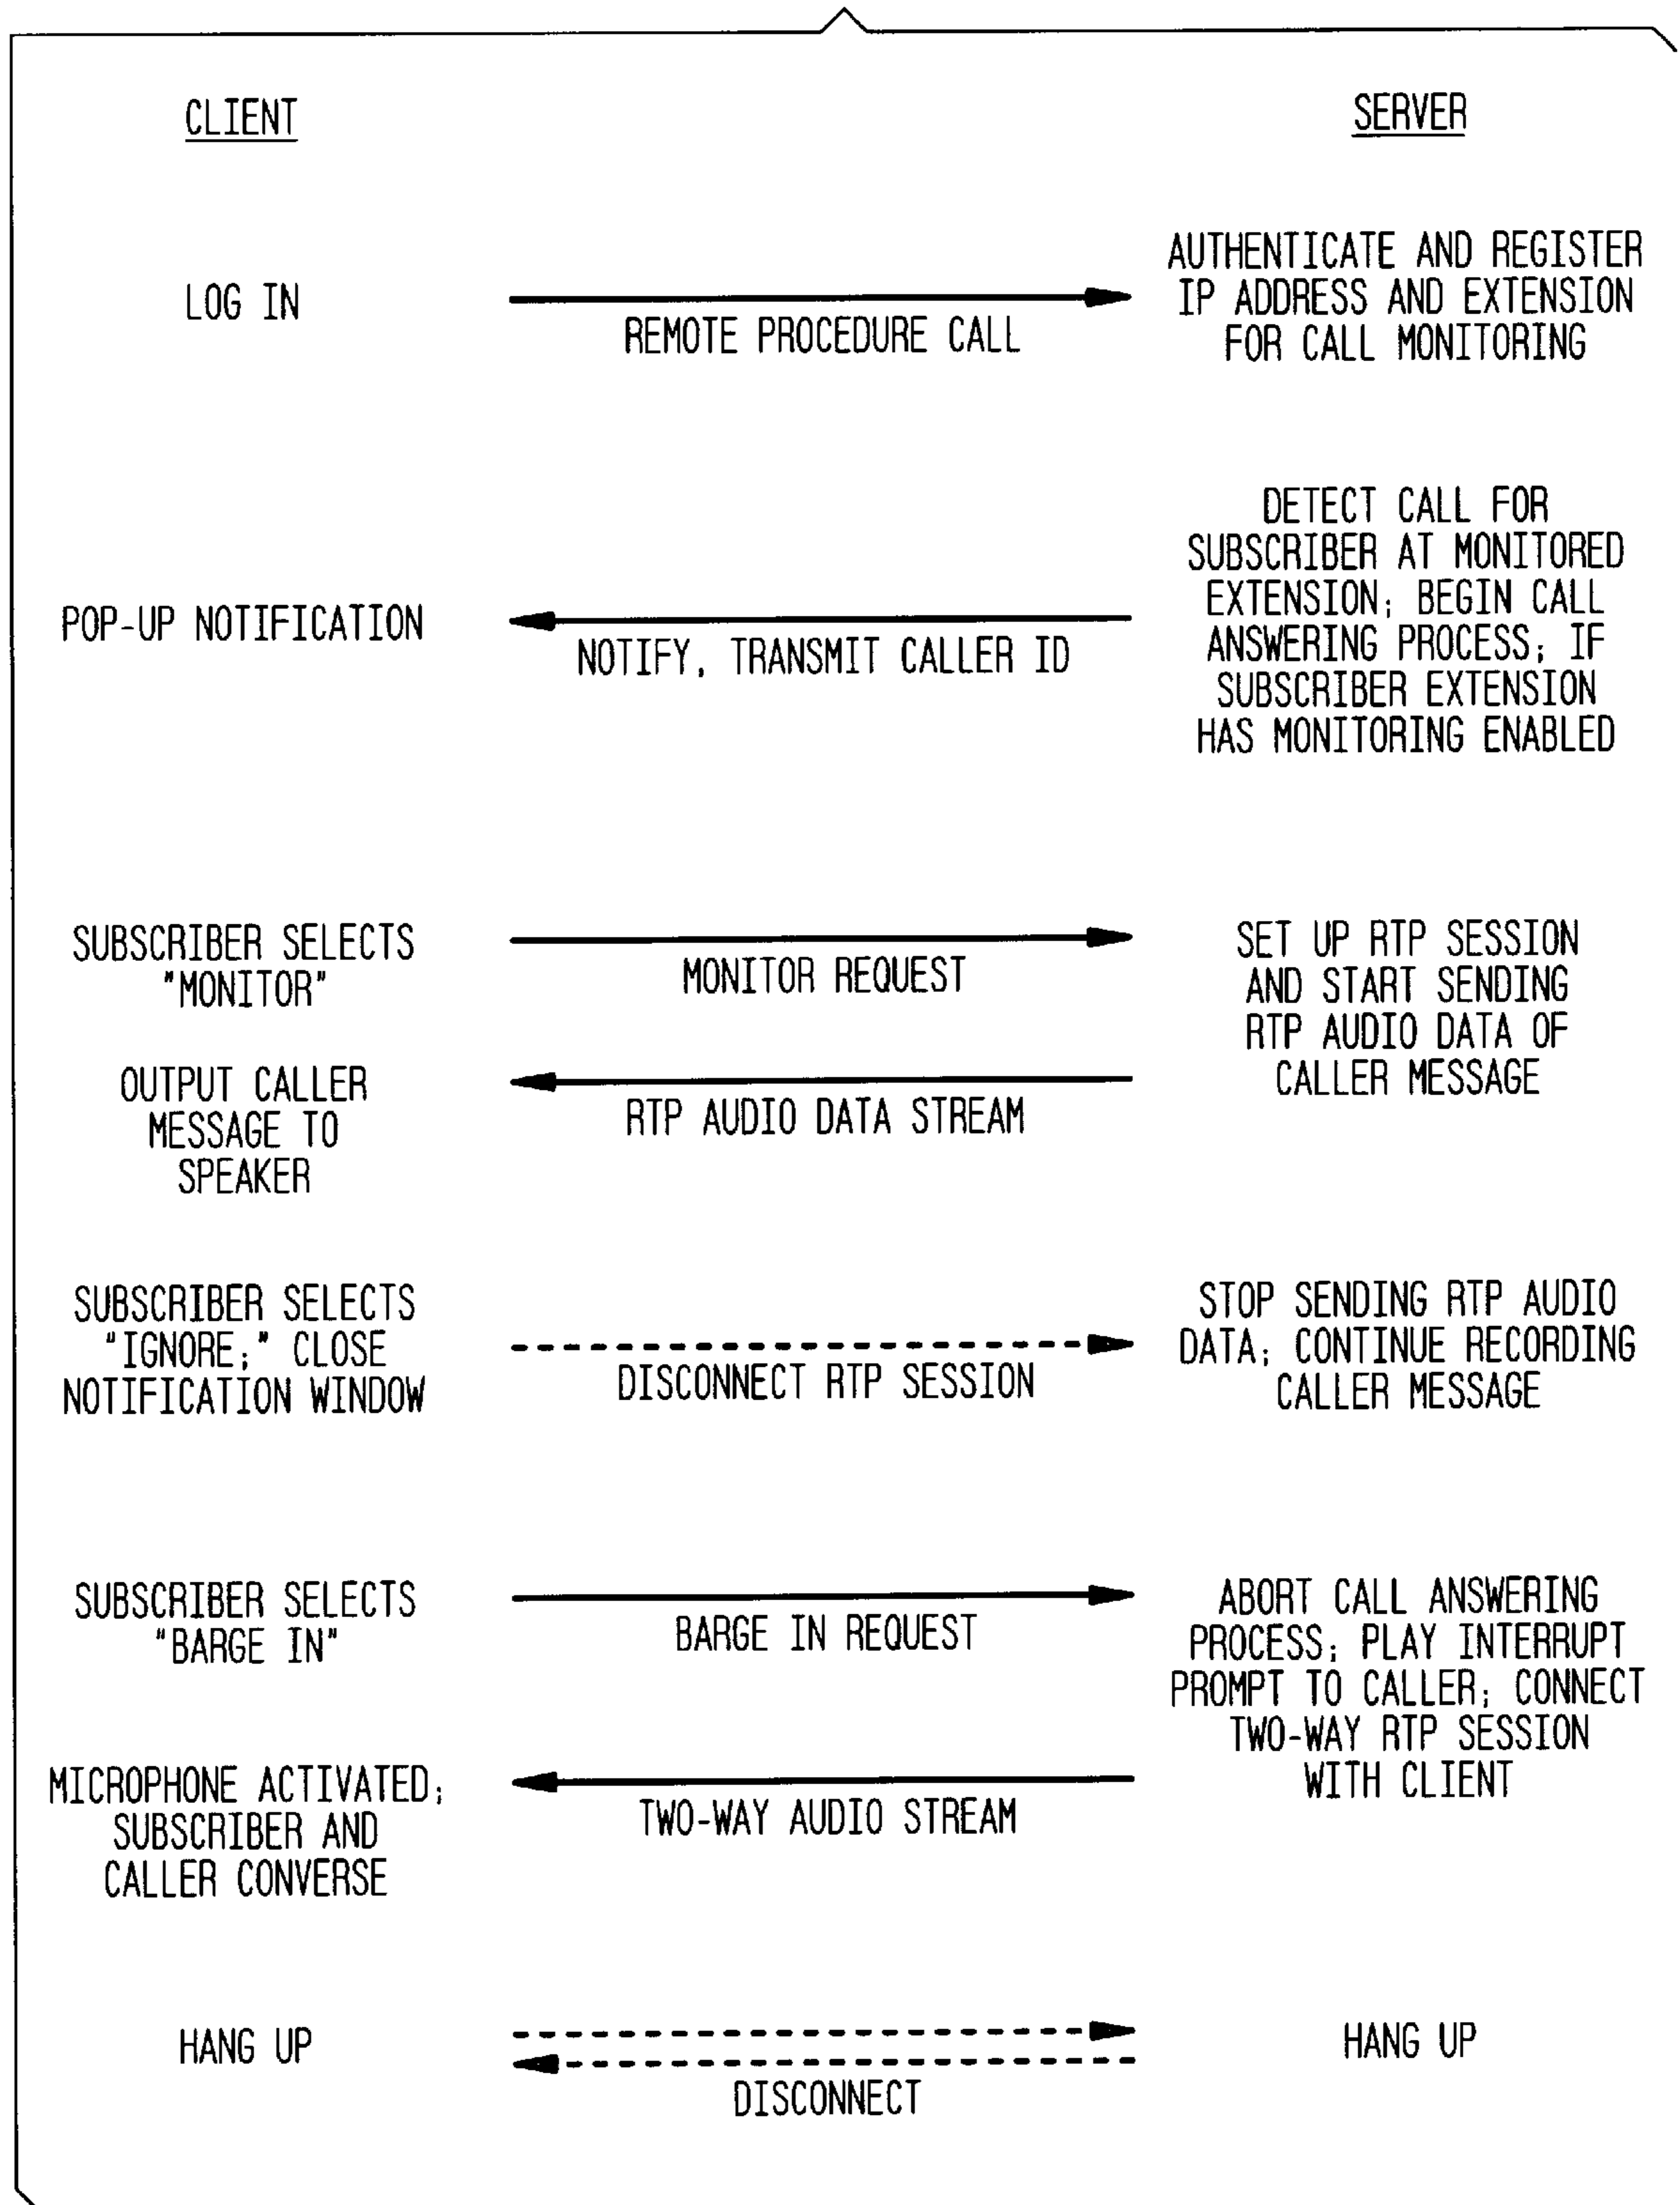 CLIENT
SERVER
LOG IN
REMOTE PROCEDURE CALL
AUTHENTICATE AND REGISTER
IP ADDRESS AND EXTENSION
FOR CALL MONITORING
POP-UP NOTIFICATION
NOTIFY, TRANSMIT CALLER ID
DETECT CALL FOR
SUBSCRIBER AT MONITORED
EXTENSION; BEGIN CALL
ANSWERING PROCESS; IF
SUBSCRIBER EXTENSION
HAS MONITORING ENABLED
SUBSCRIBER SELECTS
"MONITOR"
MONITOR REQUEST
SET UP RTP SESSION
AND START SENDING
RTP AUDIO DATA OF
CALLER MESSAGE
OUTPUT CALLER
MESSAGE TO
SPEAKER
RTP AUDIO DATA STREAM
SUBSCRIBER SELECTS
"IGNORE;" CLOSE
NOTIFICATION WINDOW
DISCONNECT RTP SESSION
STOP SENDING RTP AUDIO
DATA; CONTINUE RECORDING
CALLER MESSAGE
SUBSCRIBER SELECTS
"BARGE IN"
BARGE IN REQUEST
ABORT CALL ANSWERING
PROCESS; PLAY INTERRUPT
PROMPT TO CALLER; CONNECT
TWO-WAY RTP SESSION
WITH CLIENT
MICROPHONE ACTIVATED;
SUBSCRIBER AND
CALLER CONVERSE
TWO-WAY AUDIO STREAM
HANG UP
DISCONNECT
HANG UP